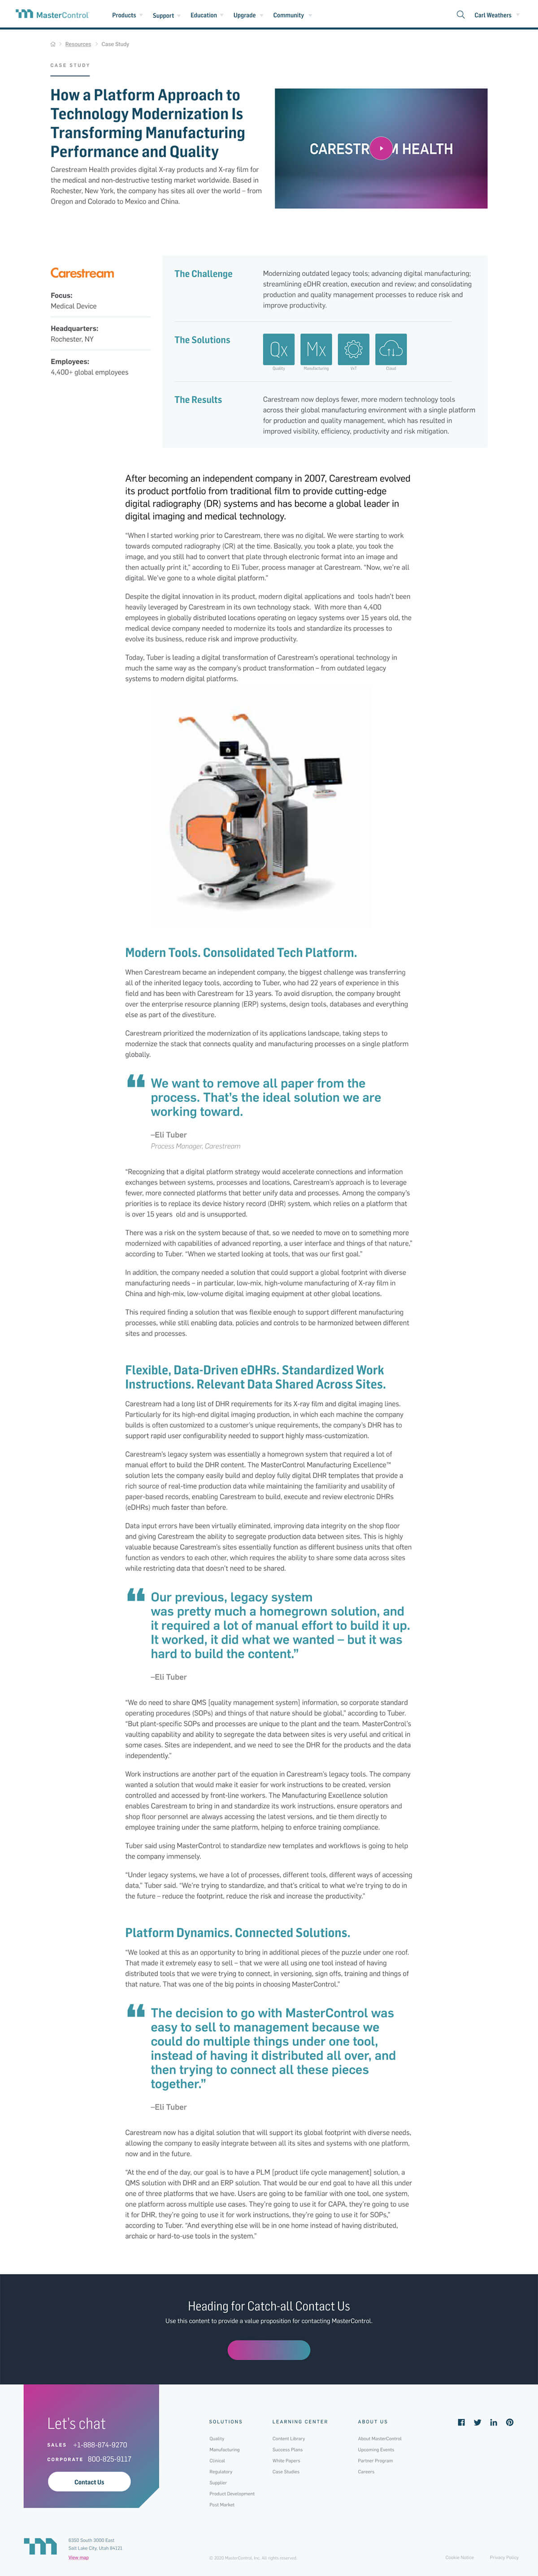 MasterControl
Products
Support
Education
Upgrade
Community
Carl Weathers
Resources
Case Study
CASE STUDY
How a Platform Approach to
Technology Modernization Is
Transforming Manufacturing
Performance and Quality
Carestream Health provides digital X-ray products and X-ray film for
the medical and non-destructive testing market worldwide. Based in
Rochester, New York, the company has sites all over the world – from
Oregon and Colorado to Mexico and China.
HEALTH
Carestream
Focus:
Medical Device
Headquarters:
Rochester, NY
Employees:
4,400+ global employees
The Challenge
Modernizing outdated legacy tools; advancing digital manufacturing;
streamlining eDHR creation, execution and review; and consolidating
production and quality management processes to reduce risk and
improve productivity.
The Solutions
Qx
Mx
Quality
Manufacturing
IoT
Cloud
The Results
Carestream now deploys fewer, more modern technology tools
across their global manufacturing environment with a single platform
for production and quality management, which has resulted in
improved visibility, efficiency, productivity and risk mitigation.
After becoming an independent company in 2007, Carestream evolved
its product portfolio from traditional film to provide cutting-edge
digital radiography (DR) systems and has become a global leader in
digital imaging and medical technology.
“When I started working prior to Carestream, there was no digital. We were starting to work
towards computed radiography (CR) at the time. Basically, you took a plate, you took the
image, and you still had to convert that plate through electronic format into an image and
then actually print it,” according to Eli Tuber, process manager at Carestream. “Now, we’re all
digital. We’ve gone to a whole digital platform.”
Despite the digital innovation in its product, modern digital applications and tools hadn’t been
heavily leveraged by Carestream in its own technology stack. With more than 4,400
employees in globally distributed locations operating on legacy systems over 15 years old, the
medical device company needed to modernize its tools and standardize its processes to
evolve its business, reduce risk and improve productivity.
Today, Tuber is leading a digital transformation of Carestream’s operational technology in
much the same way as the company’s product transformation – from outdated legacy
systems to modern digital platforms.
Modern Tools. Consolidated Tech Platform.
When Carestream became an independent company, the biggest challenge was transferring
all of the inherited legacy tools, according to Tuber, who had 22 years of experience in this
field and has been with Carestream for 13 years. To avoid disruption, the company brought
over the enterprise resource planning (ERP) systems, design tools, databases and everything
else as part of the divestiture.
Carestream prioritized the modernization of its applications landscape, taking steps to
modernize the stack that connects quality and manufacturing processes on a single platform
globally.
“ We want to remove all paper from the
process. That’s the ideal solution we are
working toward.
–Eli Tuber
Process Manager, Carestream
“Recognizing that a digital platform strategy would accelerate connections and information
exchanges between systems, processes and locations, Carestream’s approach is to leverage
fewer, more connected platforms that better unify data and processes. Among the company’s
priorities is to replace its device history record (DHR) system, which relies on a platform that
is over 15 years old and is unsupported.
There was a risk on the system because of that, so we needed to move on to something more
modernized with capabilities of advanced reporting, a user interface and things of that nature,”
according to Tuber. “When we started looking at tools, that was our first goal.”
In addition, the company needed a solution that could support a global footprint with diverse
manufacturing needs – in particular, low-mix, high-volume manufacturing of X-ray film in
China and high-mix, low-volume digital imaging equipment at other global locations.
This required finding a solution that was flexible enough to support different manufacturing
processes, while still enabling data, policies and controls to be harmonized between different
sites and processes.
Flexible, Data-Driven eDHRs. Standardized Work
Instructions. Relevant Data Shared Across Sites.
Carestream had a long list of DHR requirements for its X-ray film and digital imaging lines.
Particularly for its high-end digital imaging production, in which each machine the company
builds is often customized to a customer’s unique requirements, the company’s DHR has to
support rapid user configurability needed to support highly mass-customization.
Carestream’s legacy system was essentially a homegrown system that required a lot of
manual effort to build the DHR content. The MasterControl Manufacturing Excellence™
solution lets the company easily build and deploy fully digital DHR templates that provide a
rich source of real-time production data while maintaining the familiarity and usability of
paper-based records, enabling Carestream to build, execute and review electronic DHRs
(eDHRs) much faster than before.
Data input errors have been virtually eliminated, improving data integrity on the shop floor
and giving Carestream the ability to segregate production data between sites. This is highly
valuable because Carestream’s sites essentially function as different business units that often
function as vendors to each other, which requires the ability to share some data across sites
while restricting data that doesn’t need to be shared.
“ Our previous, legacy system
was pretty much a homegrown solution, and
it required a lot of manual effort to build it up.
It worked, it did what we wanted – but it was
hard to build the content.”
–Eli Tuber
“We do need to share QMS [quality management system] information, so corporate standard
operating procedures (SOPs) and things of that nature should be global,” according to Tuber.
“But plant-specific SOPs and processes are unique to the plant and the team. MasterControl’s
vaulting capability and ability to segregate the data between sites is very useful and critical in
some cases. Sites are independent, and we need to see the DHR for the products and the data
independently.”
Work instructions are another part of the equation in Carestream’s legacy tools. The company
wanted a solution that would make it easier for work instructions to be created, version
controlled and accessed by front-line workers. The Manufacturing Excellence solution
enables Carestream to bring in and standardize its work instructions, ensure operators and
shop floor personnel are always accessing the latest versions, and tie them directly to
employee training under the same platform, helping to enforce training compliance.
Tuber said using MasterControl to standardize new templates and workflows is going to help
the company immensely.
“Under legacy systems, we have a lot of processes, different tools, different ways of accessing
data,” Tuber said. “We’re trying to standardize, and that’s critical to what we’re trying to do in
the future – reduce the footprint, reduce the risk and increase the productivity.”
Platform Dynamics. Connected Solutions.
“We looked at this as an opportunity to bring in additional pieces of the puzzle under one roof.
That made it extremely easy to sell – that we were all using one tool instead of having
distributed tools that we were trying to connect, in versioning, sign offs, training and things of
that nature. That was one of the big points in choosing MasterControl.”
“ The decision to go with MasterControl was
easy to sell to management because we
could do multiple things under one tool,
instead of having it distributed all over, and
then trying to connect all these pieces
together.”
–Eli Tuber
Carestream now has a digital solution that will support its global footprint with diverse needs,
allowing the company to easily integrate between all its sites and systems with one platform,
now and in the future.
“At the end of the day, our goal is to have a PLM [product life cycle management] solution, a
QMS solution with DHR and an ERP solution. That would be our end goal to have all this under
one of three platforms that we have. Users are going to be familiar with one tool, one system,
one platform across multiple use cases. They’re going to use it for CAPA, they’re going to use
it for DHR, they’re going to use it for work instructions, they’re going to use it for SOPs,”
according to Tuber. “And everything else will be in one home instead of having distributed,
archaic or hard-to-use tools in the system.”
Heading for Catch-all Contact Us
Use this content to provide a value proposition for contacting MasterControl.
Let’s chat
SALES +1-888-874-9270
CORPORATE 800-825-9117
Contact Us
SOLUTIONS
Quality
Manufacturing
Clinical
Regulatory
Supplier
Product Development
Post Market
LEARNING CENTER
Content Library
Success Plans
White Papers
Case Studies
ABOUT US
About MasterControl
Upcoming Events
Partner Program
Careers
6350 South 3000 East
Salt Lake City, Utah 84121
View map
© 2020 MasterControl, Inc. All rights reserved
Cookie Notice
Privacy Policy